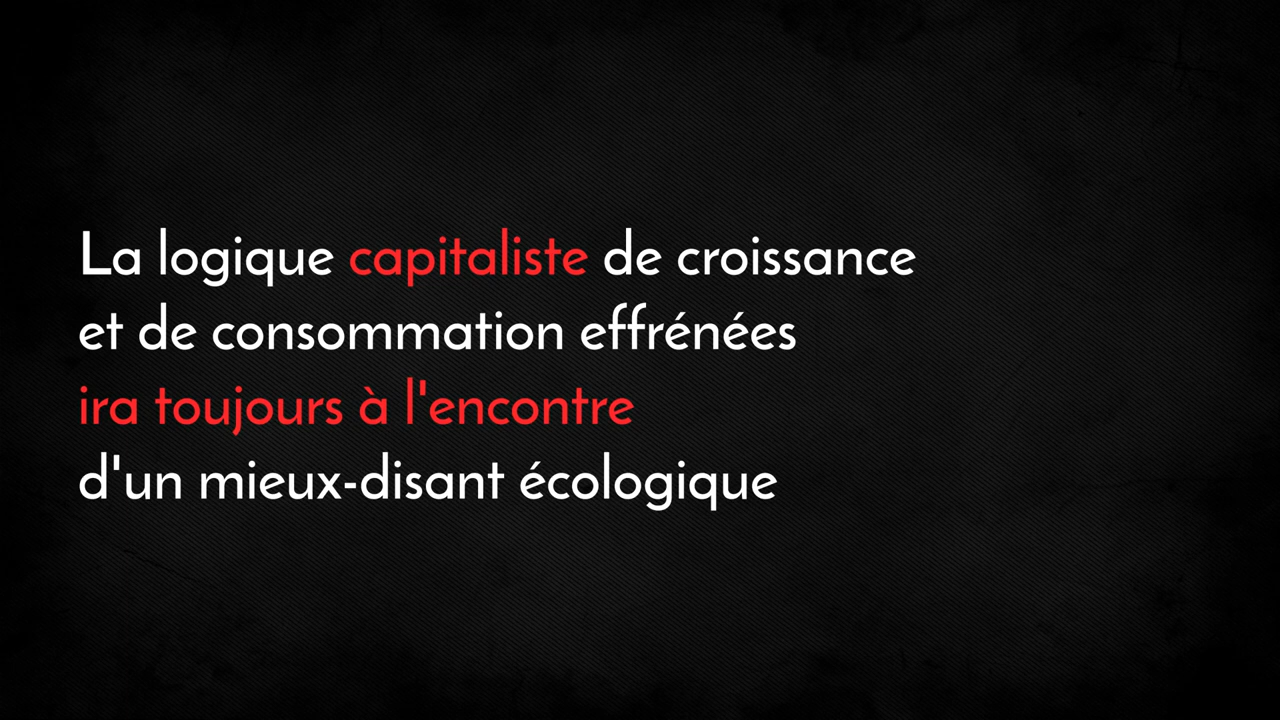 La logique capitaliste de croissance
et de consommation effrénées
ira toujours à l'encontre
d'un mieux-disant écologique